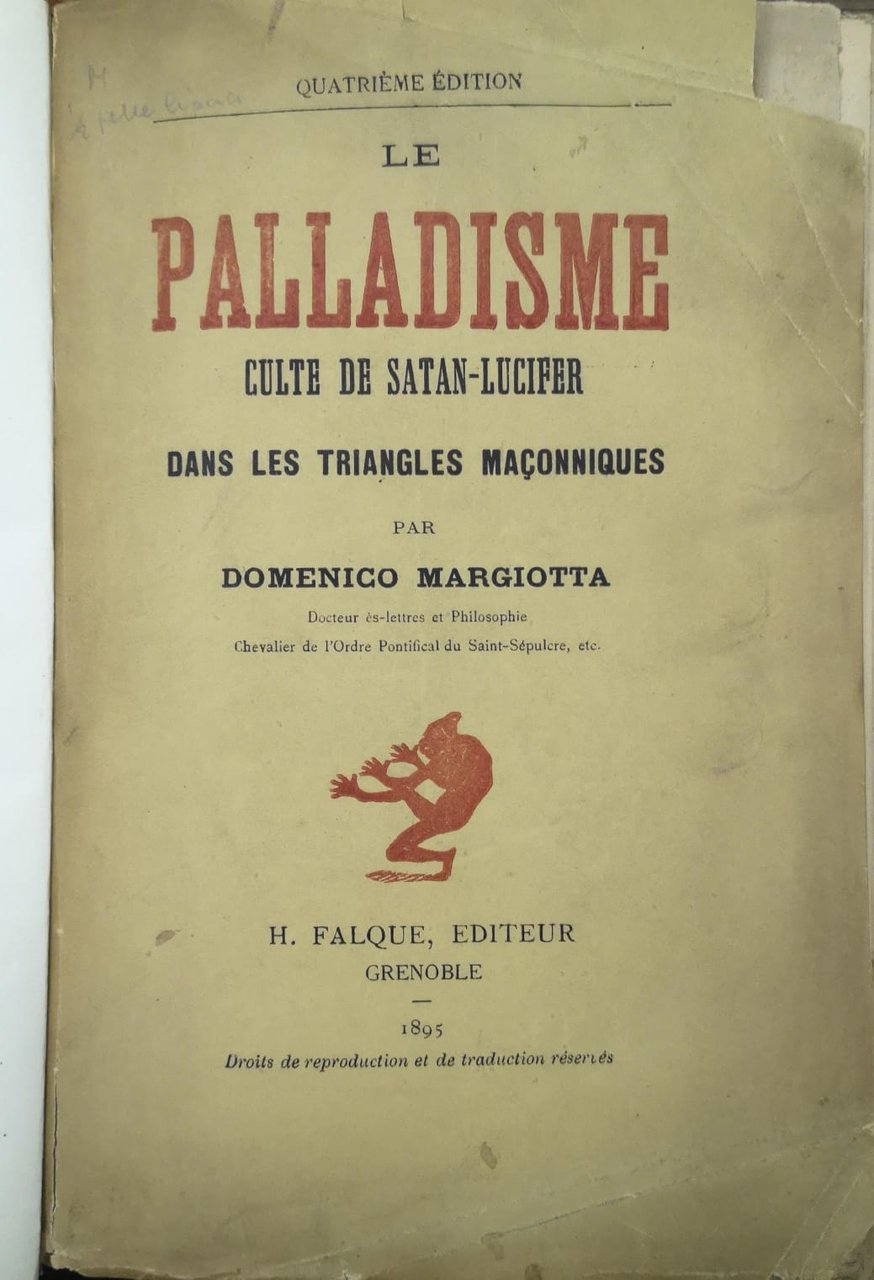 QUATRIÈME ÉDITION
LE
PALLADISME
CULTE DE SATAN-LUCIFER
DANS LES TRIANGLES MAÇONNIQUES
PAR
DOMENICO MARGIOTTA
Docteur ès-lettres et Philosophie
Chevalier de l'Ordre Pontifical du Saint-Sépulcre, etc.
H. FALQUE, EDITEUR
GRENOBLE
—
1895
Droits de reproduction et de traduction réservés